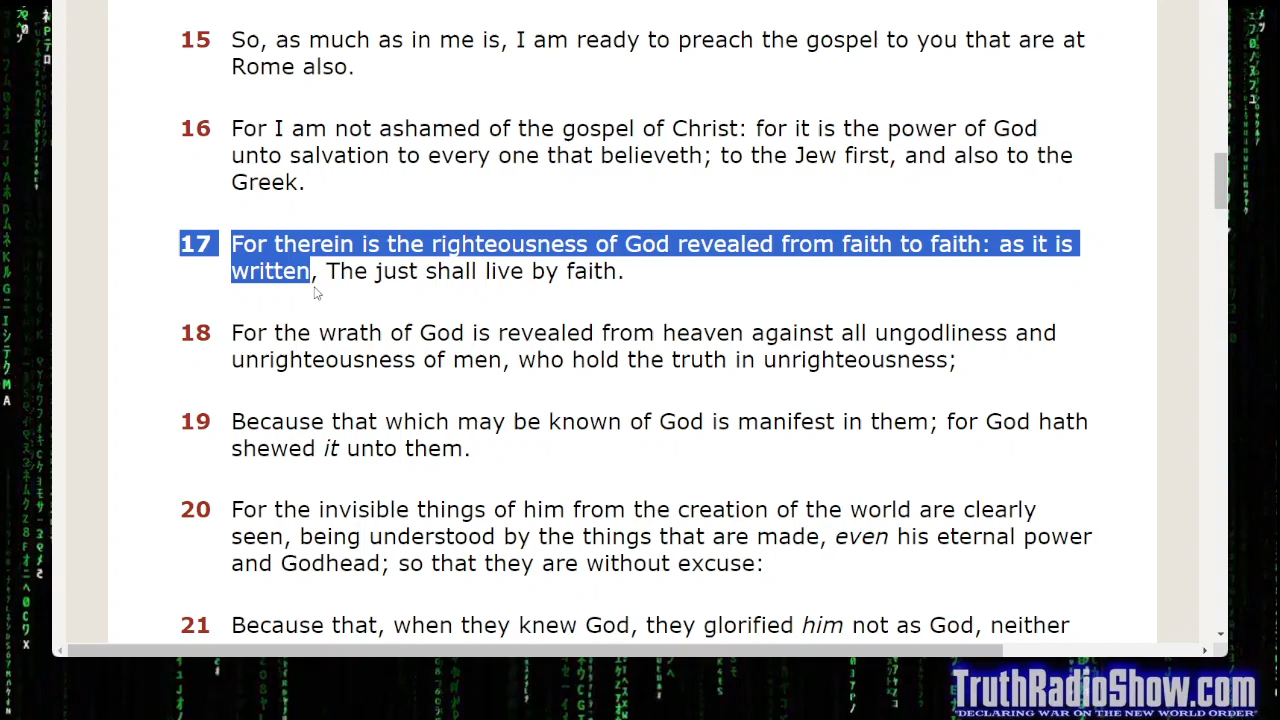 15 So, as much as in me is, I am ready to preach the gospel to you that are at
Rome also.
16 For I am not ashamed of the gospel of Christ: for it is the power of God
unto salvation to every one that believeth; to the Jew first, and also to the
Greek.
17 For therein is the righteousness of God revealed from faith to faith: as it is
written, The just shall live by faith.
18 For the wrath of God is revealed from heaven against all ungodliness and
unrighteousness of men, who hold the truth in unrighteousness;
19 Because that which may be known of God is manifest in them; for God hath
shewed it unto them.
20 For the invisible things of him from the creation of the world are clearly
seen, being understood by the things that are made, even his eternal power
and Godhead; so that they are without excuse:
21 Because that, when they knew God, they glorified him not as God, neither
TruthRadioShow.com
"DECLARING WAR ON THE NEW WORLD ORDER"